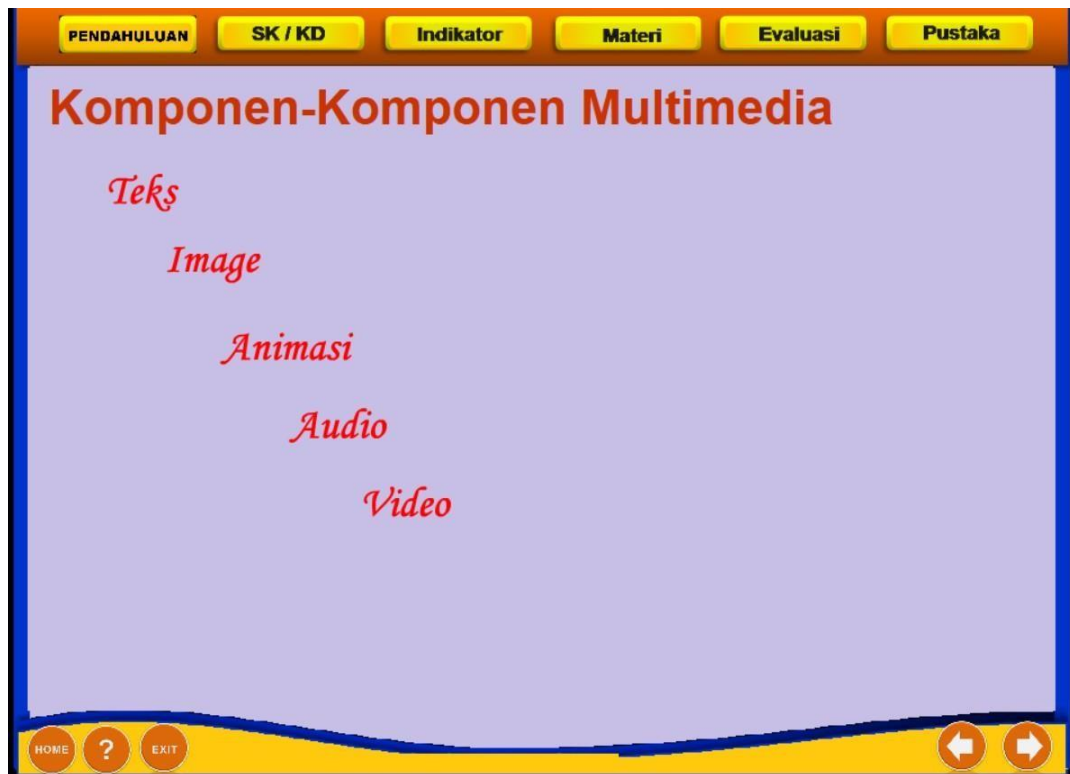 PENDAHULUAN SK / KD Indikator Materi Evaluasi Pustaka
Komponen-Komponen Multimedia
Teks
Image
Animasi
Audio
Video
HOME ? EXIT